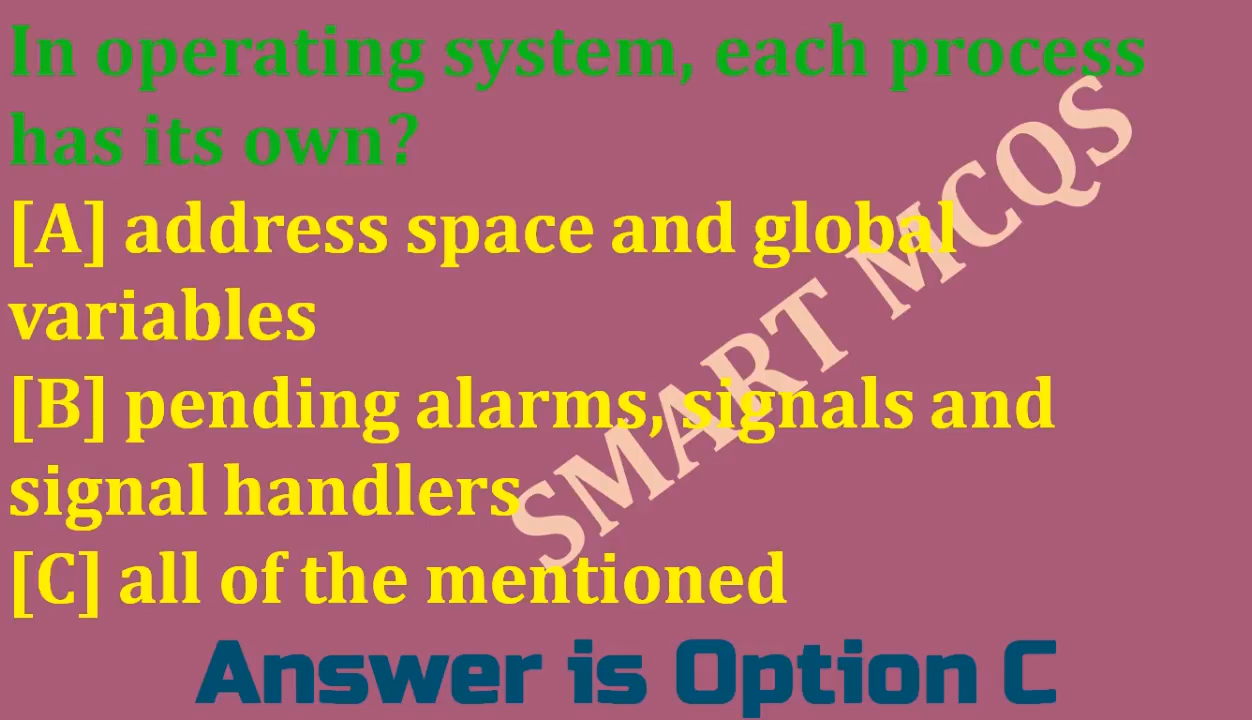 In operating system, each process
has its own?
[A] address space and global
variables
[B] pending alarms, signals and
signal handlers
[C] all of the mentioned
Answer is Option C
SMART MCQS